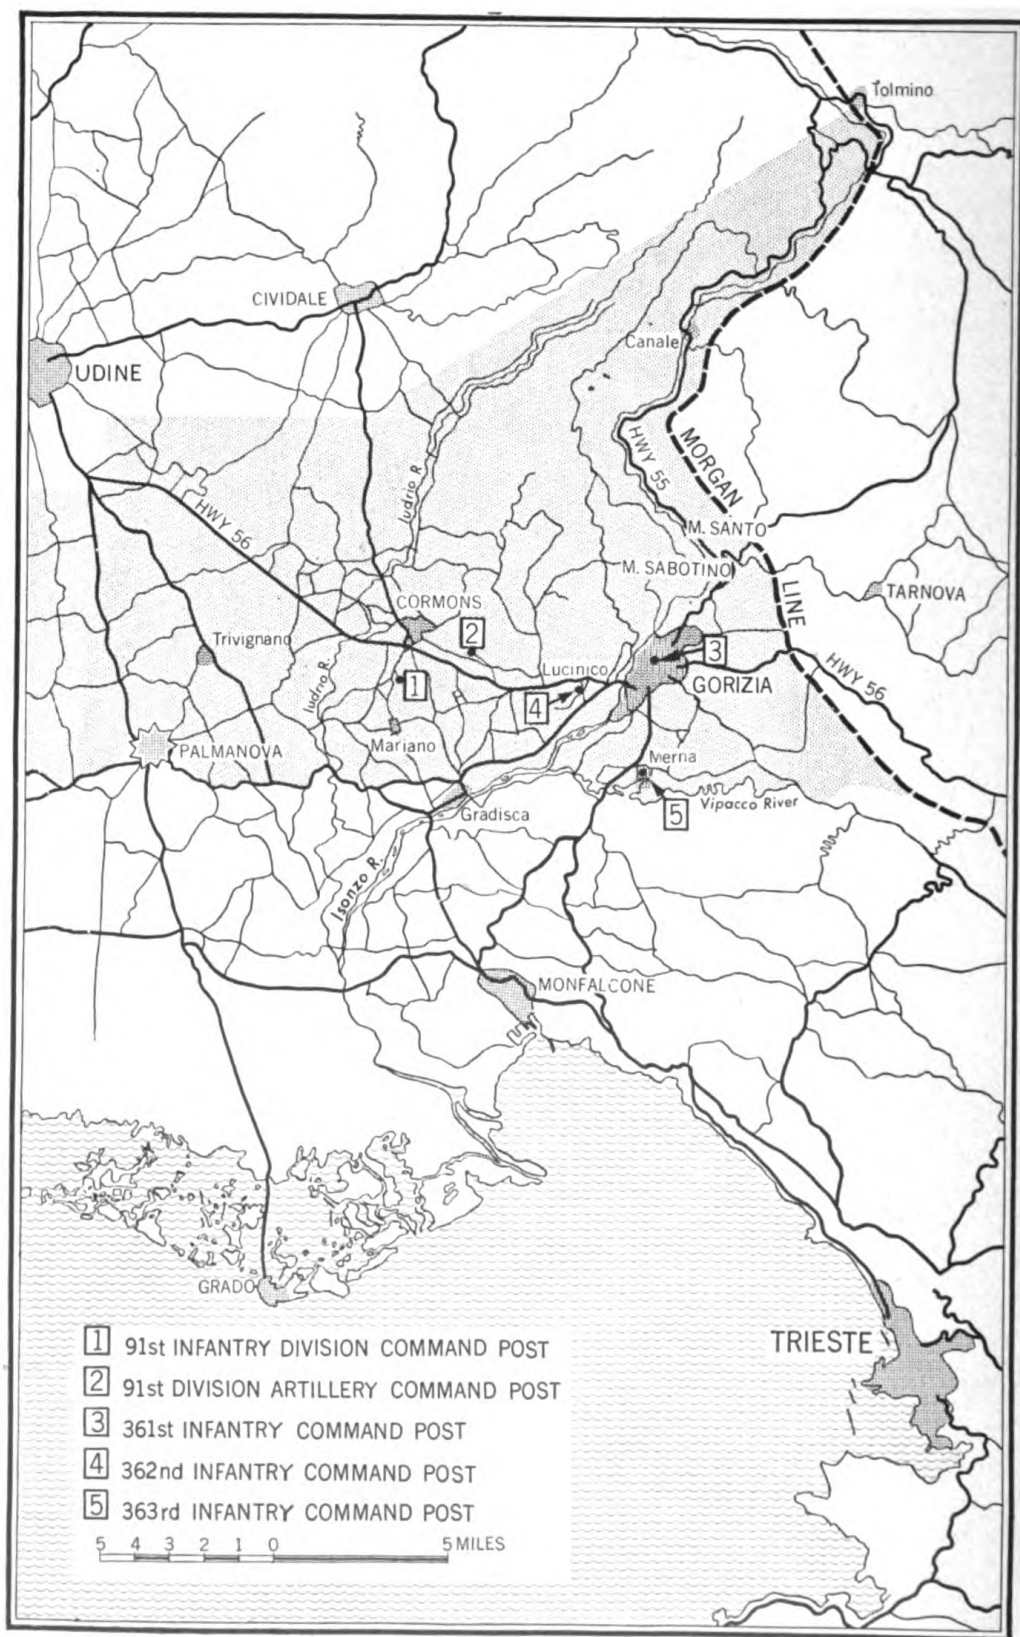 Tolmino
CIVIDALE
Canale
UDINE
MORGAN
HWY 55
Iudrio R.
HWY 56
M. SANTO
M. SABOTINO
LINE
TARNOVA
CORMONS
2
Trivignano
Lucinico
3
HWY 56
Iudrio R.
1
4
GORIZIA
Mariano
PALMANOVA
Merna
Vipacco River
Gradisca
5
Isonzo R.
MONFALCONE
GRADO
TRIESTE
1 91st INFANTRY DIVISION COMMAND POST
2 91st DIVISION ARTILLERY COMMAND POST
3 361st INFANTRY COMMAND POST
4 362nd INFANTRY COMMAND POST
5 363rd INFANTRY COMMAND POST
5 4 3 2 1 0 5 MILES